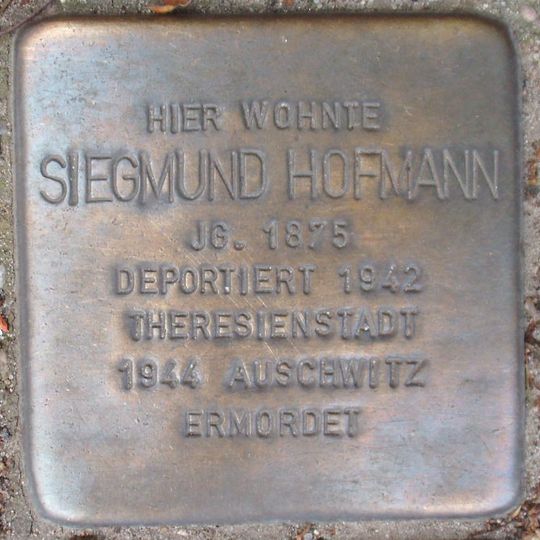 HIER WOHNTE
SIEGMUND HOFMANN
JG. 1875
DEPORTIERT 1942
THERESIENSTADT
1944 AUSCHWITZ
ERMORDET